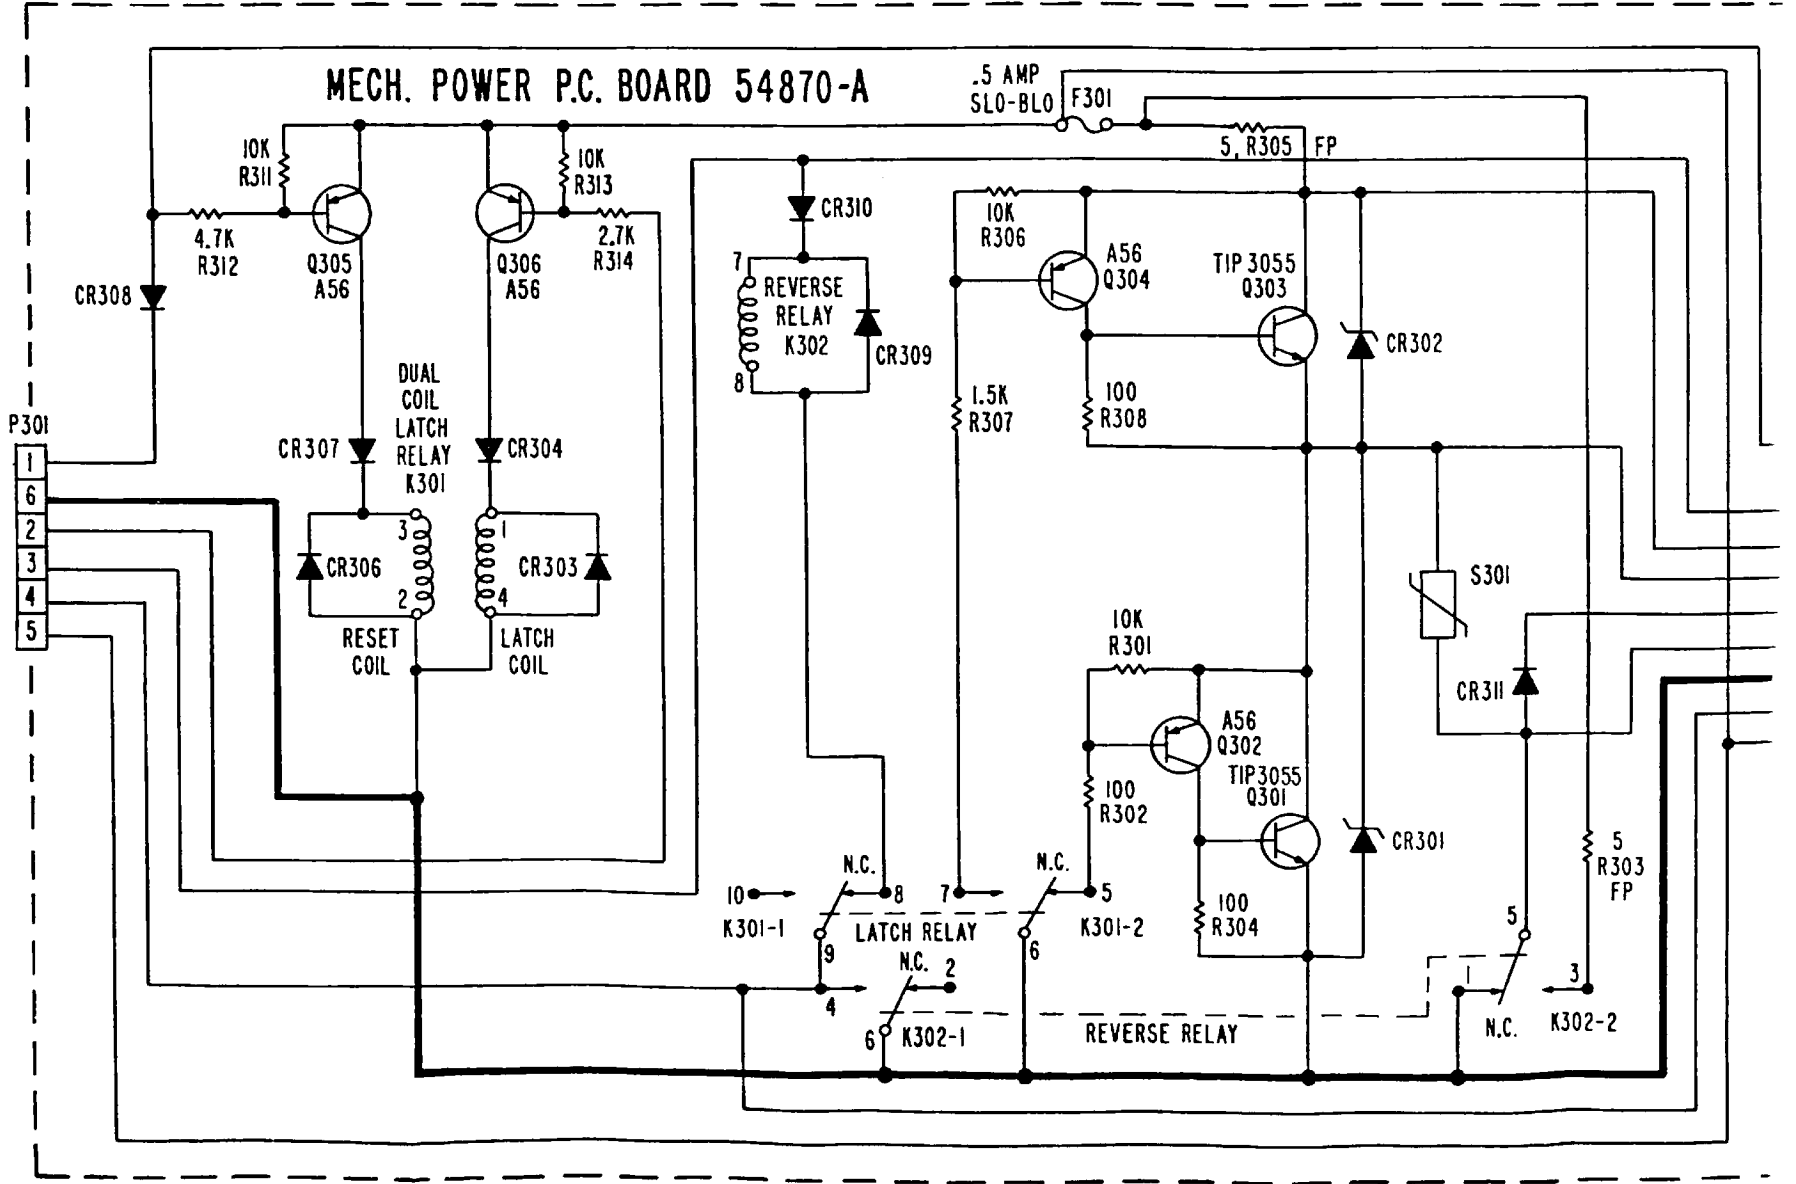 MECH. POWER P.C. BOARD 54870-A
.5 AMP
SLO-BLO
F301
5, R305 FP
10K
R311
10K
R313
4.7K
R312
Q305
A56
Q306
A56
2.7K
R314
CR308
CR310
7
REVERSE
RELAY
K302
8
CR309
10K
R306
A56
Q304
TIP3055
Q303
CR302
1.5K
R307
100
R308
DUAL
COIL
LATCH
RELAY
K301
CR307
CR304
P301
1
6
2
3
4
5
3
CR306
2
1
CR303
4
RESET
COIL
LATCH
COIL
S301
10K
R301
CR311
A56
Q302
TIP3055
Q301
100
R302
CR301
5
R303
FP
N.C.
10
8
K301-1
9
LATCH RELAY
N.C.
7
5
K301-2
6
100
R304
N.C.
2
4
6
K302-1
REVERSE RELAY
5
1
3
N.C.
K302-2